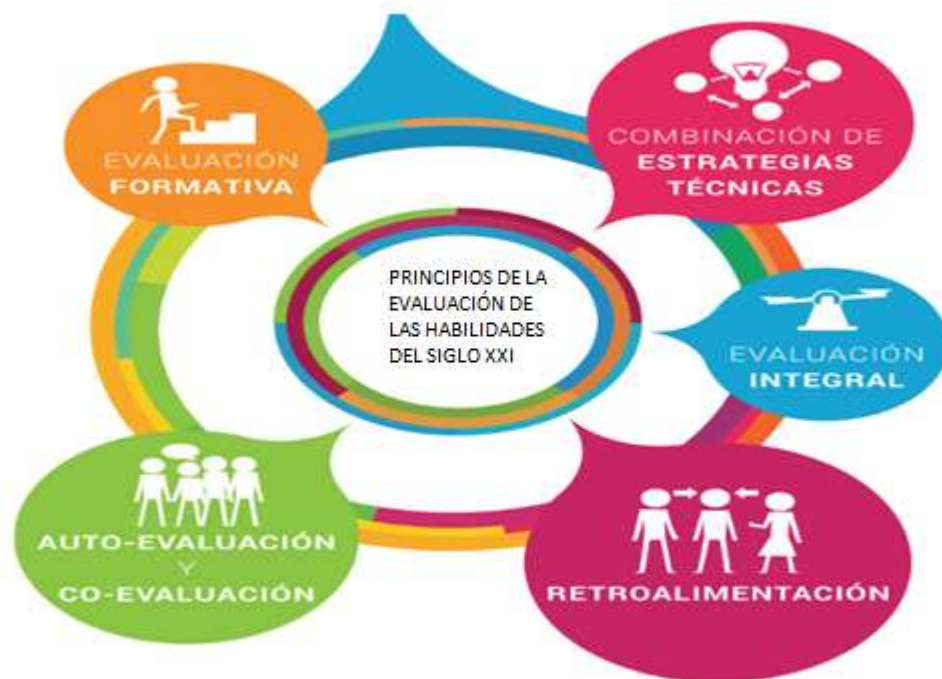 EVALUACIÓN
FORMATIVA
COMBINACIÓN DE
ESTRATEGIAS
TÉCNICAS
PRINCIPIOS DE LA
EVALUACIÓN DE
LAS HABILIDADES
DEL SIGLO XXI
EVALUACIÓN
INTEGRAL
AUTO-EVALUACIÓN
Y
CO-EVALUACIÓN
RETROALIMENTACIÓN